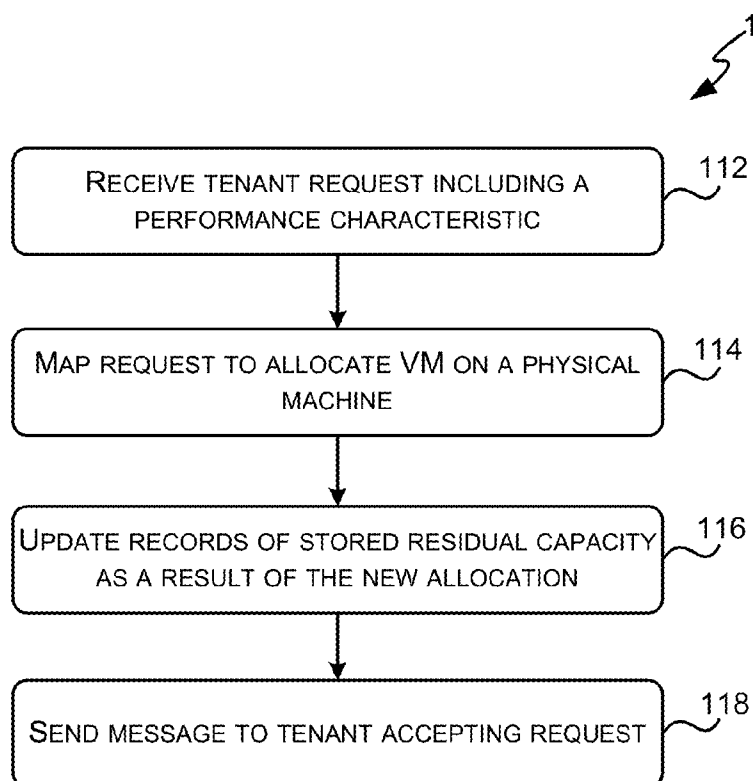 1
RECEIVE TENANT REQUEST INCLUDING A
PERFORMANCE CHARACTERISTIC
112
MAP REQUEST TO ALLOCATE VM ON A PHYSICAL
MACHINE
114
UPDATE RECORDS OF STORED RESIDUAL CAPACITY
AS A RESULT OF THE NEW ALLOCATION
116
SEND MESSAGE TO TENANT ACCEPTING REQUEST
118